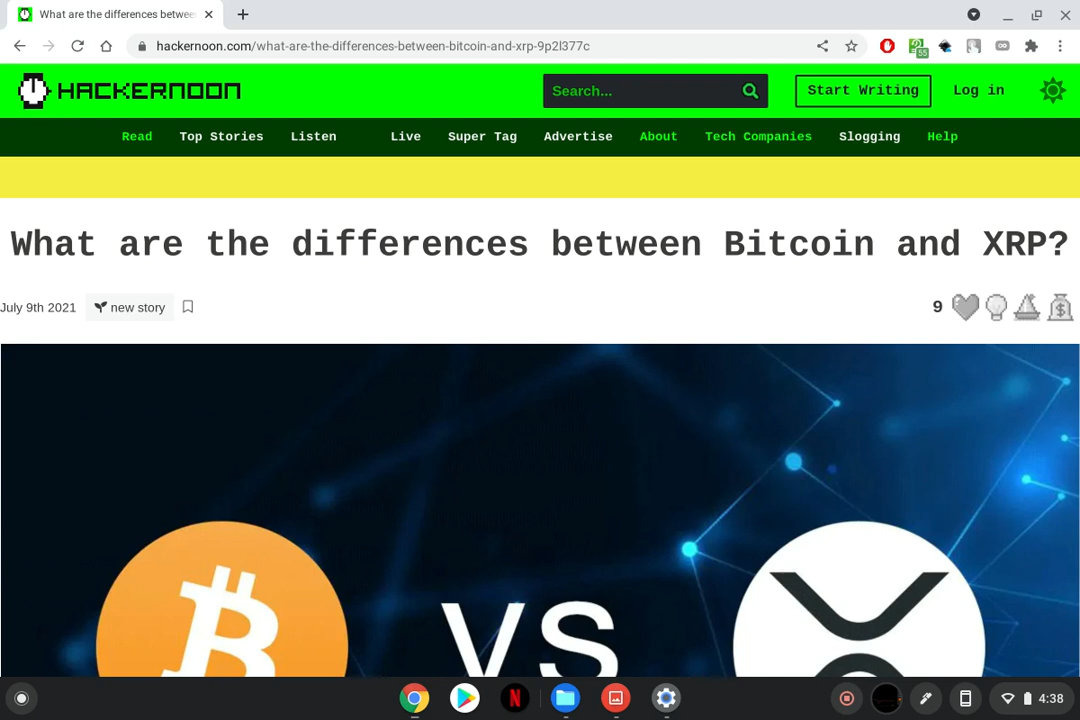 What are the differences betwee
hackernoon.com/what-are-the-differences-between-bitcoin-and-xrp-9p2l377c
55
HACKERNOON
Search...
Start Writing
Log in
Read Top Stories Listen Live Super Tag Advertise About Tech Companies Slogging Help
What are the differences between Bitcoin and XRP?
July 9th 2021 new story
9
VS
4:38